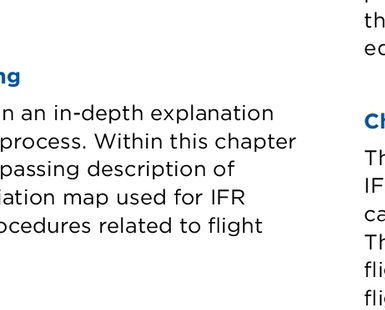 ng
n an in-depth explanation
process. Within this chapter
passing description of
iation map used for IFR
ocedures related to flight
th
ec
Ch
Th
IF
ca
Th
fli
fli